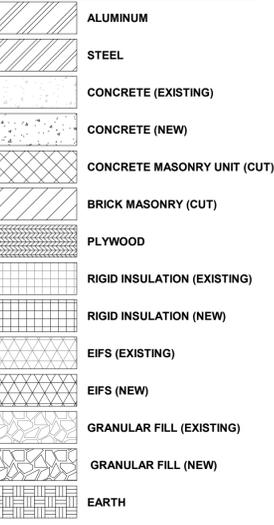 ALUMINUM
STEEL
CONCRETE (EXISTING)
CONCRETE (NEW)
CONCRETE MASONRY UNIT (CUT)
BRICK MASONRY (CUT)
PLYWOOD
RIGID INSULATION (EXISTING)
RIGID INSULATION (NEW)
EIFS (EXISTING)
EIFS (NEW)
GRANULAR FILL (EXISTING)
GRANULAR FILL (NEW)
EARTH